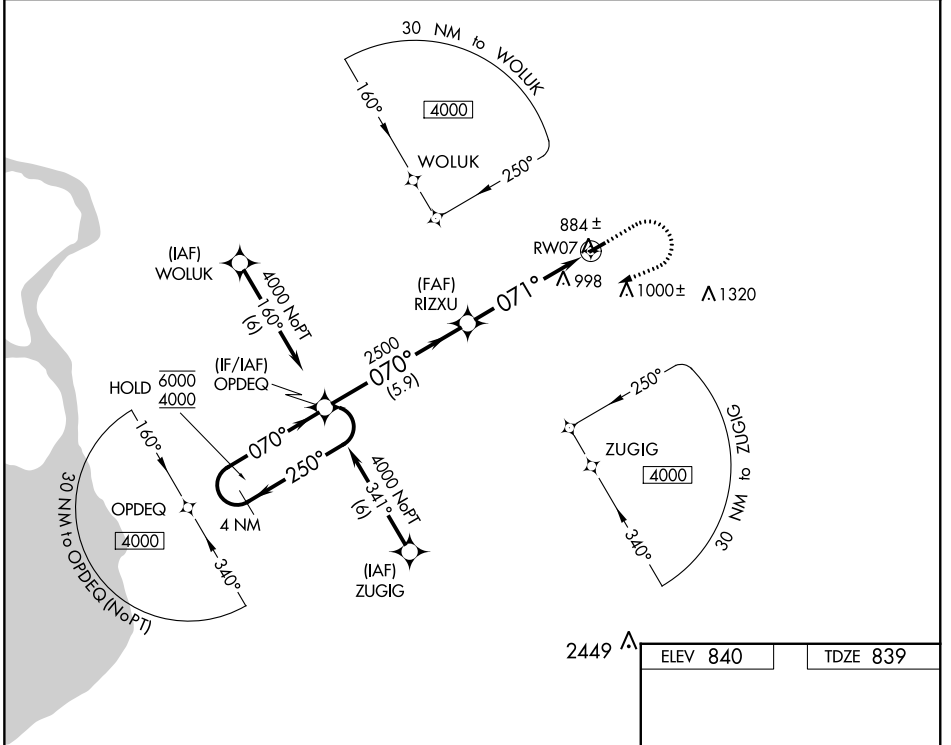 30 NM to WOLUK
160°
4000
WOLUK
250°
884 ±
RW07
998
1000 ±
1320
(IAF)
WOLUK
4000 NoPT
160°
(6)
(FAF)
RIZXU
071°
2500
070°
(5.9)
(IF/IAF)
OPDEQ
HOLD
6000
4000
070°
250°
4 NM
160°
OPDEQ
4000
340°
30 NM to OPDEQ (NoPT)
4000 NoPT
341°
(6)
(IAF)
ZUGIG
250°
ZUGIG
4000
340°
30 NM to ZUGIG
2449
ELEV 840
TDZE 839